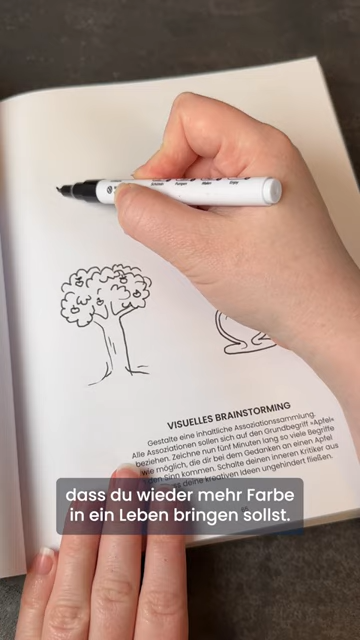 VISUELLES BRAINSTORMING
Gestalte eine inhaltliche Assoziationssammlung.
Alle Assoziationen sollen sich auf den Grundbegriff »Apfel«
beziehen. Zeichne nun fünf Minuten lang so viele Begriffe
wie möglich, die dir bei dem Gedanken an einen Apfel
den Sinn kommen. Schalte deinen inneren Kritiker aus
deine kreativen Ideen ungehindert fließen.
dass du wieder mehr Farbe
in ein Leben bringen sollst.